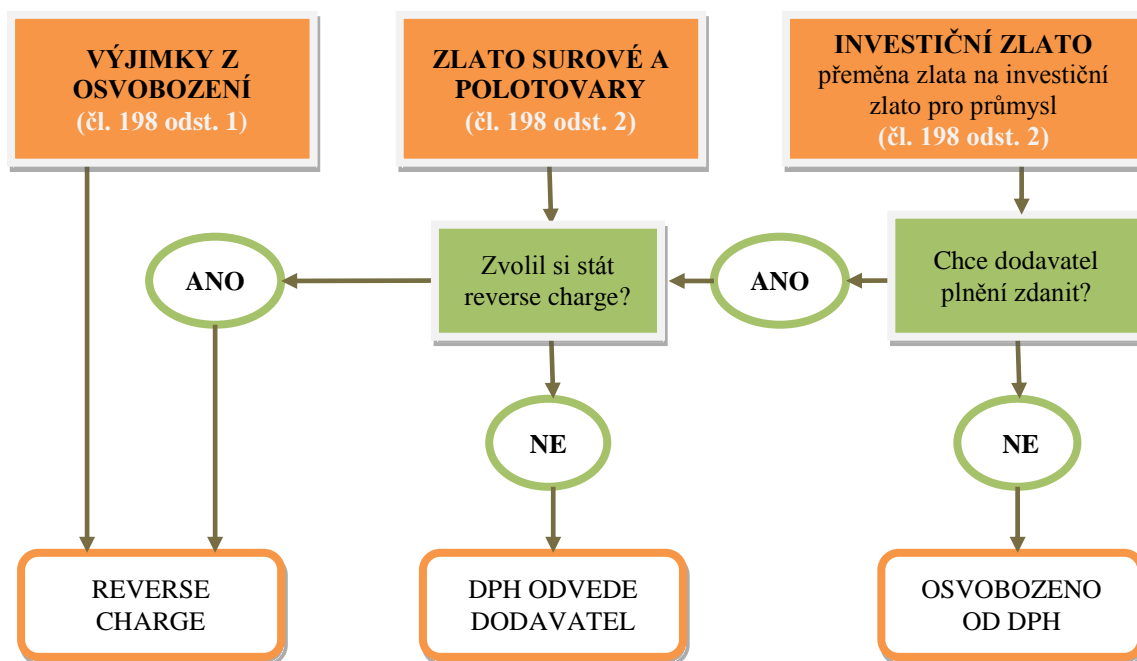 VÝJIMKY Z
OSVOBOZENÍ
(čl. 198 odst. 1)
ZLATO SUROVÉ A
POLOTOVARY
(čl. 198 odst. 2)
INVESTIČNÍ ZLATO
přeměna zlata na investiční
zlato pro průmysl
(čl. 198 odst. 2)
ANO
Zvolil si stát
reverse charge?
ANO
Chce dodavatel
plnění zdanit?
NE
NE
REVERSE
CHARGE
DPH ODVEDE
DODAVATEL
OSVOBOZENO
OD DPH